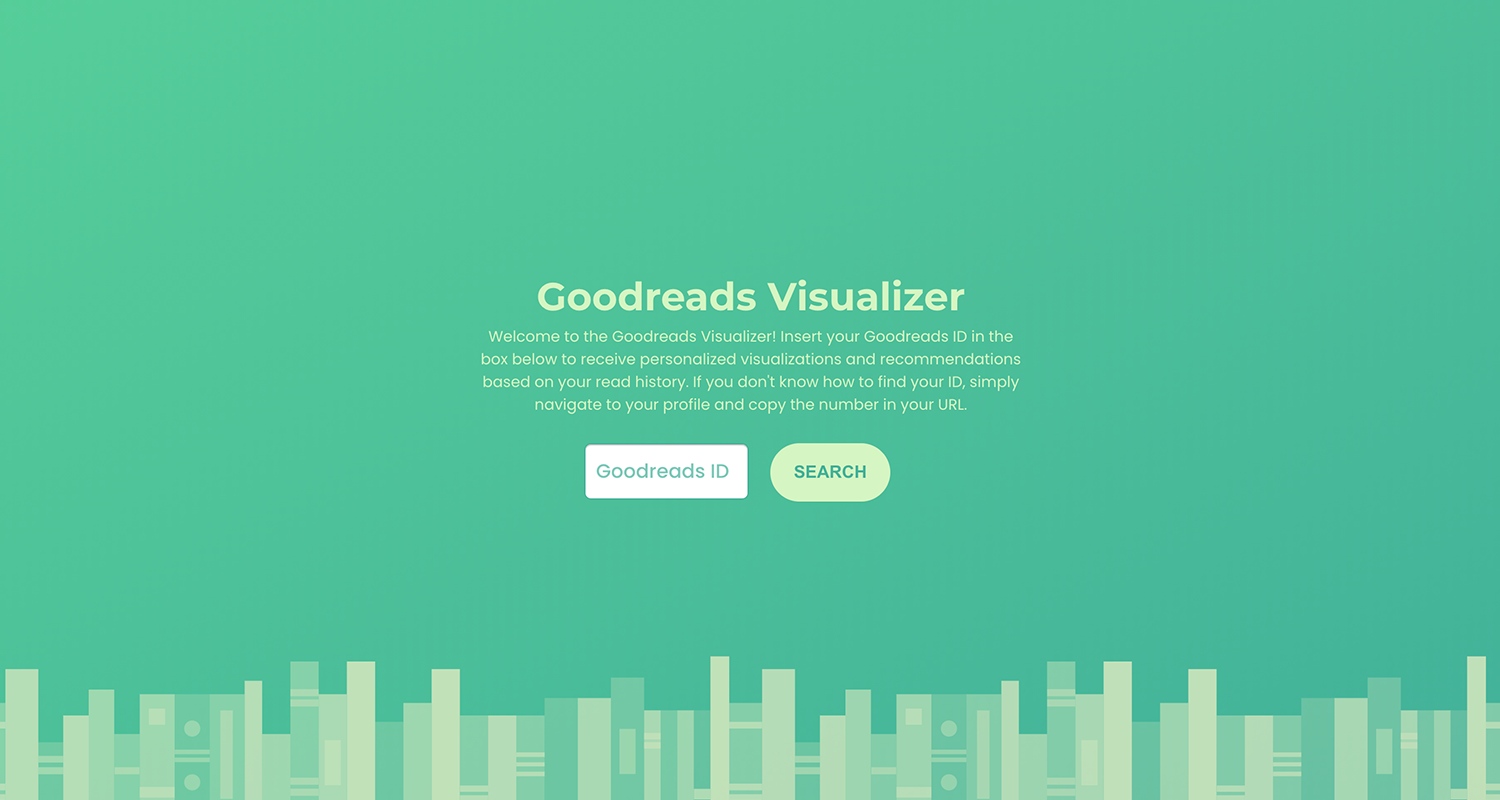 Goodreads Visualizer
Welcome to the Goodreads Visualizer! Insert your Goodreads ID in the
box below to receive personalized visualizations and recommendations
based on your read history. If you don't know how to find your ID, simply
navigate to your profile and copy the number in your URL.
Goodreads ID
SEARCH